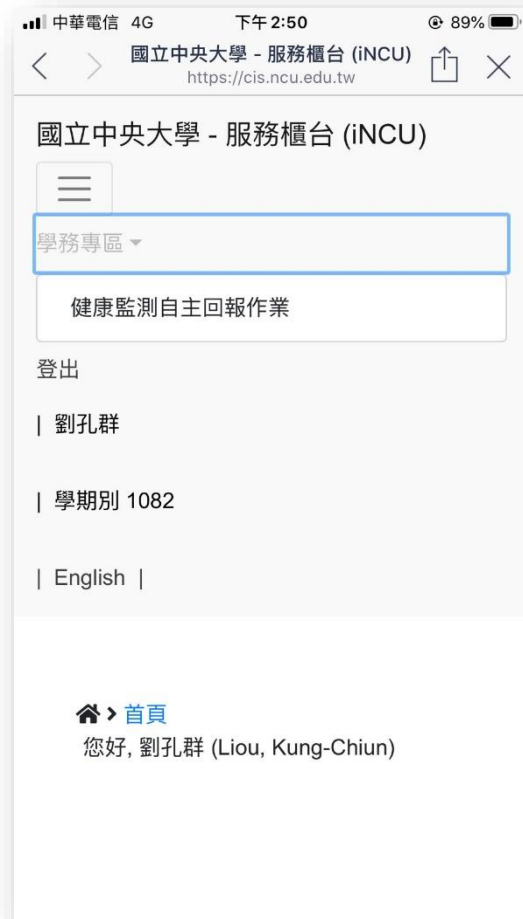 中華電信 4G 下午2:50 89%
國立中央大學 - 服務櫃台 (iNCU)
https://cis.ncu.edu.tw
國立中央大學 - 服務櫃台 (iNCU)
學務專區
健康監測自主回報作業
登出
| 劉孔群
| 學期別 1082
| English |
首頁
您好, 劉孔群 (Liou, Kung-Chiun)